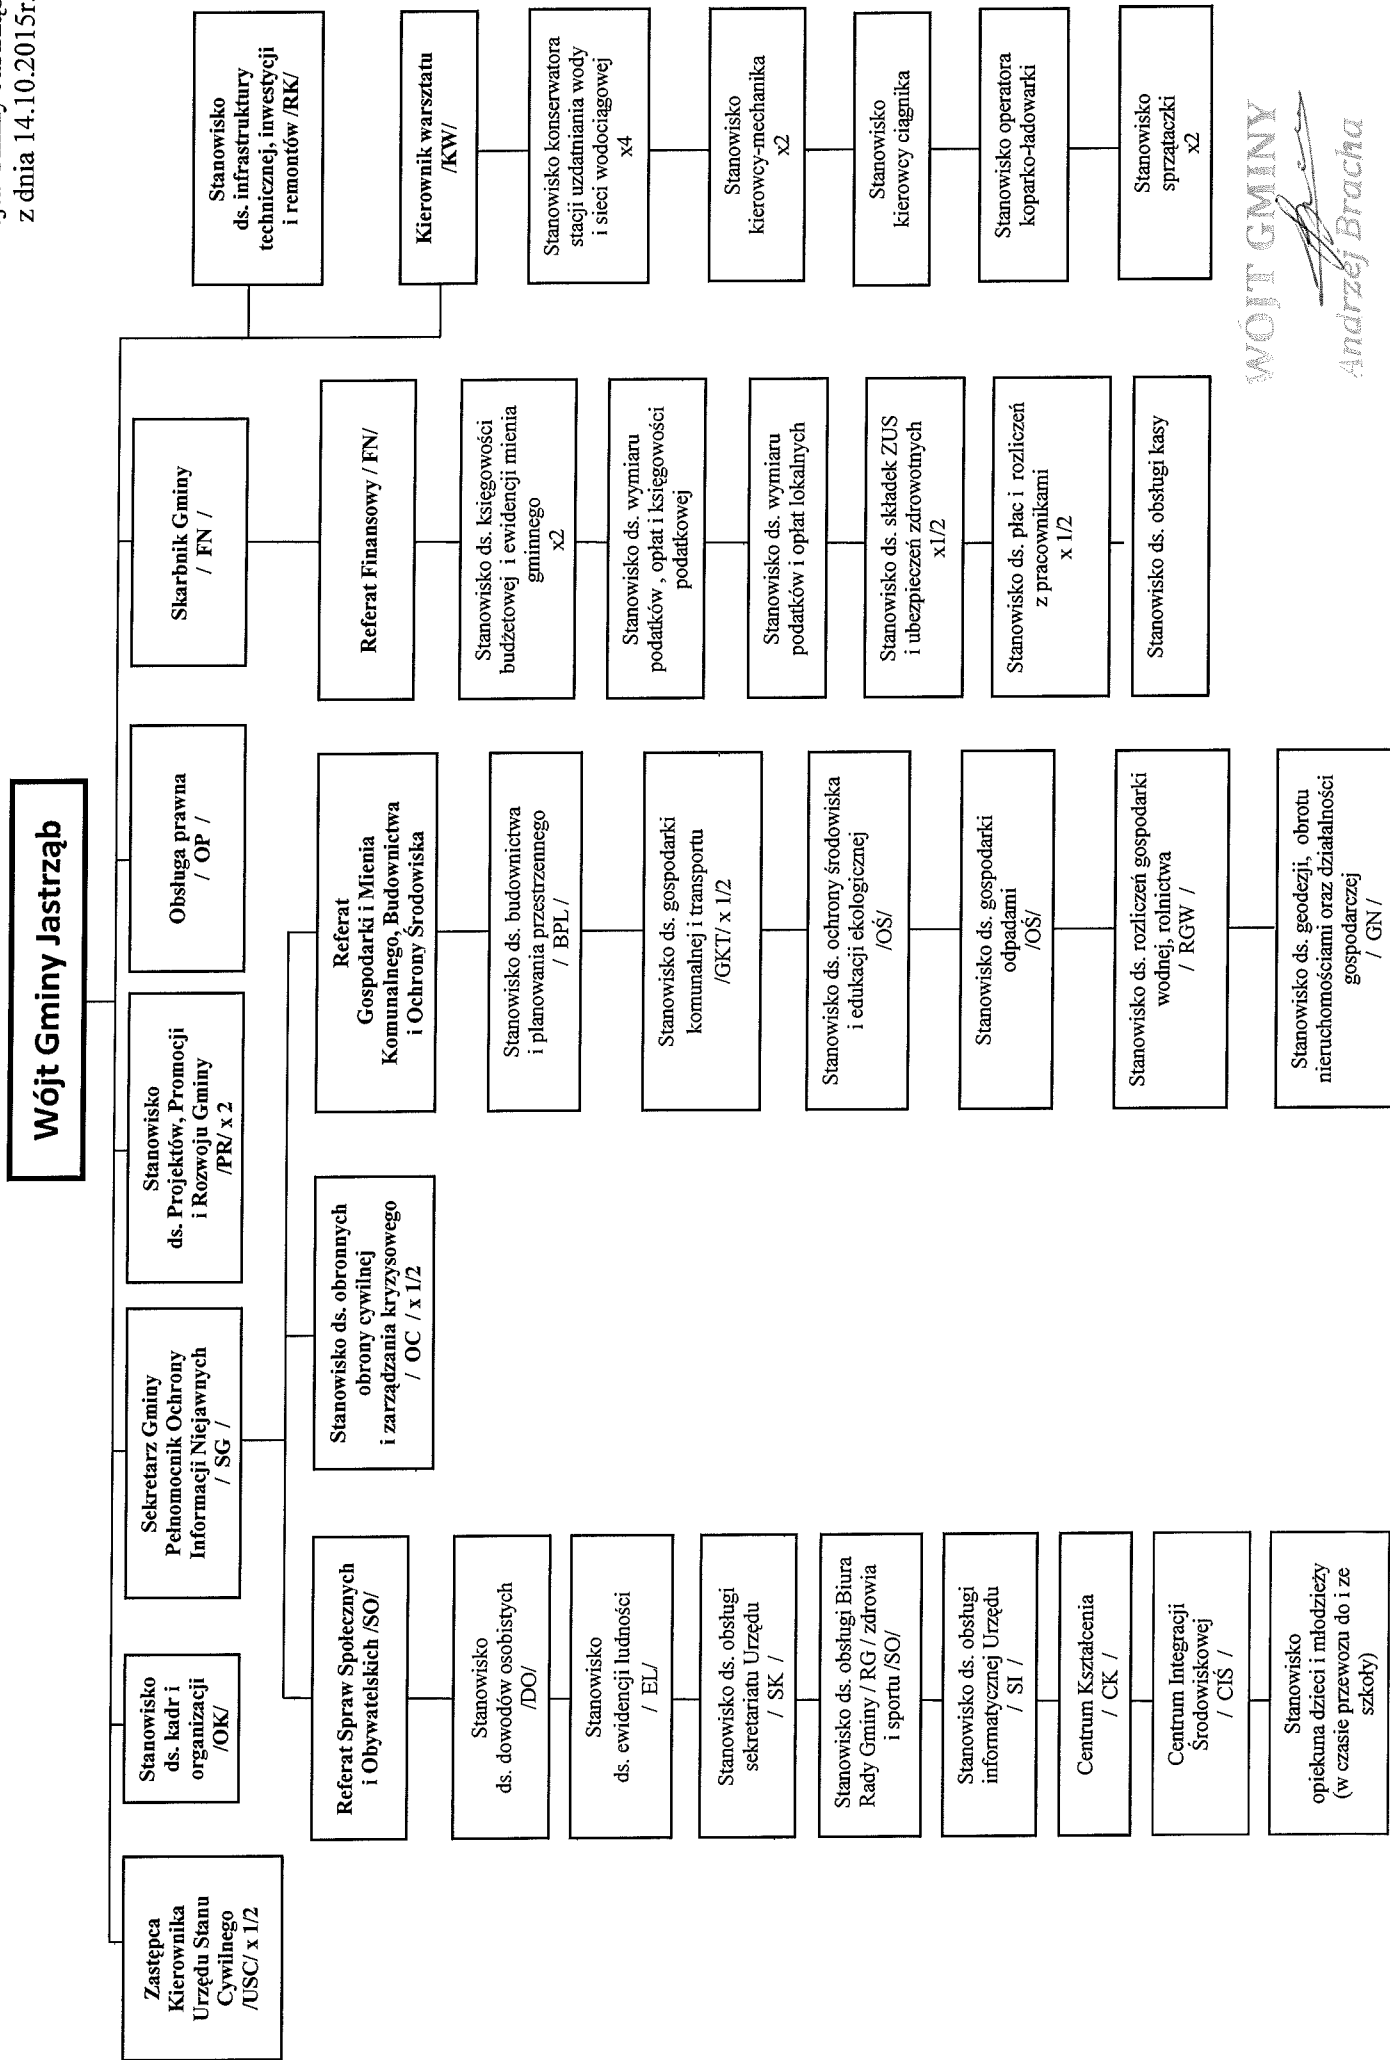 z dnia 14.10.2015r.
Wójt Gminy Jastrząb
Zastępca
Kierownika
Urzędu Stanu
Cywilnego
/USC/ x 1/2
Stanowisko
ds. kadr i
organizacji
/OK/
Sekretarz Gminy
Pełnomocnik Ochrony
Informacji Niejawnych
/ SG /
Stanowisko
ds. Projektów, Promocji
i Rozwoju Gminy
/PR/ x 2
Obsługa prawna
/ OP /
Skarbnik Gminy
/ FN /
Stanowisko
ds. infrastruktury
technicznej, inwestycji
i remontów /RK/
Kierownik warsztatu
/KW/
Stanowisko konserwatora
stacji uzdatniania wody
i sieci wodociągowej
x4
Stanowisko
kierowcy-mechanika
x2
Stanowisko
kierowcy ciągnika
Stanowisko operatora
koparko-ładowarki
Stanowisko
sprzątaczki
x2
Referat Spraw Społecznych
i Obywatelskich /SO/
Stanowisko
ds. dowodów osobistych
/DO/
Stanowisko
ds. ewidencji ludności
/ EL/
Stanowisko ds. obsługi
sekretariatu Urzędu
/ SK /
Stanowisko ds. obsługi Biura
Rady Gminy / RG / zdrowia
i sportu /SO/
Stanowisko ds. obsługi
informatycznej Urzędu
/ SI /
Centrum Kształcenia
/ CK /
Centrum Integracji
Środowiskowej
/ CIŚ /
Stanowisko
opiekuna dzieci i młodzieży
(w czasie przewozu do i ze
szkoły)
Stanowisko ds. obronnych
obrony cywilnej
i zarządzania kryzysowego
/ OC / x 1/2
Referat
Gospodarki i Mienia
Komunalnego, Budownictwa
i Ochrony Środowiska
Stanowisko ds. budownictwa
i planowania przestrzennego
/ BPL /
Stanowisko ds. gospodarki
komunalnej i transportu
/GKT/ x 1/2
Stanowisko ds. ochrony środowiska
i edukacji ekologicznej
/OŚ/
Stanowisko ds. gospodarki
odpadami
/OŚ/
Stanowisko ds. rozliczeń gospodarki
wodnej, rolnictwa
/ RGW /
Stanowisko ds. geodezji, obrotu
nieruchomościami oraz działalności
gospodarczej
/ GN /
Referat Finansowy / FN/
Stanowisko ds. księgowości
budżetowej i ewidencji mienia
gminnego
x2
Stanowisko ds. wymiaru
podatków , opłat i księgowości
podatkowej
Stanowisko ds. wymiaru
podatków i opłat lokalnych
Stanowisko ds. składek ZUS
i ubezpieczeń zdrowotnych
x1/2
Stanowisko ds. płac i rozliczeń
z pracownikami
x 1/2
Stanowisko ds. obsługi kasy
WÓJT GMINY
Andrzej Bracha